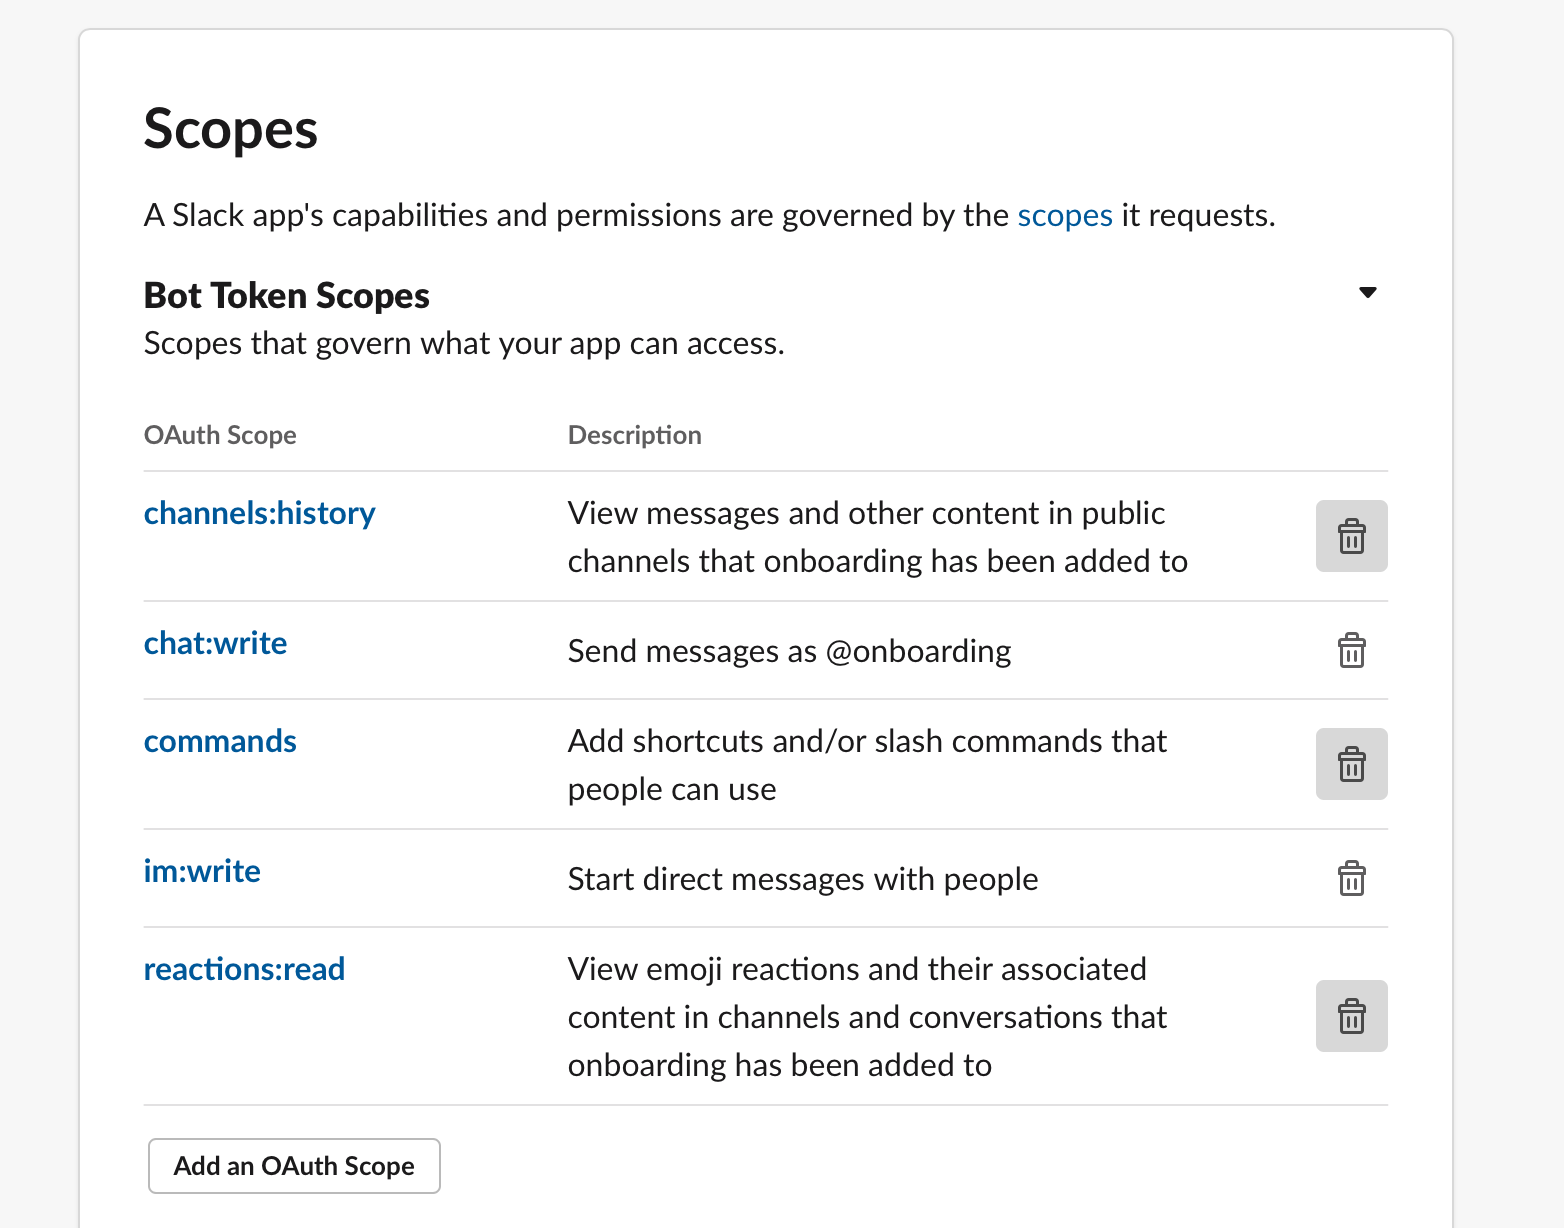 Scopes
A Slack app's capabilities and permissions are governed by the scopes it requests.
Bot Token Scopes
Scopes that govern what your app can access.
OAuth Scope Description
channels:history View messages and other content in public
channels that onboarding has been added to
chat:write Send messages as @onboarding
commands Add shortcuts and/or slash commands that
people can use
im:write Start direct messages with people
reactions:read View emoji reactions and their associated
content in channels and conversations that
onboarding has been added to
Add an OAuth Scope